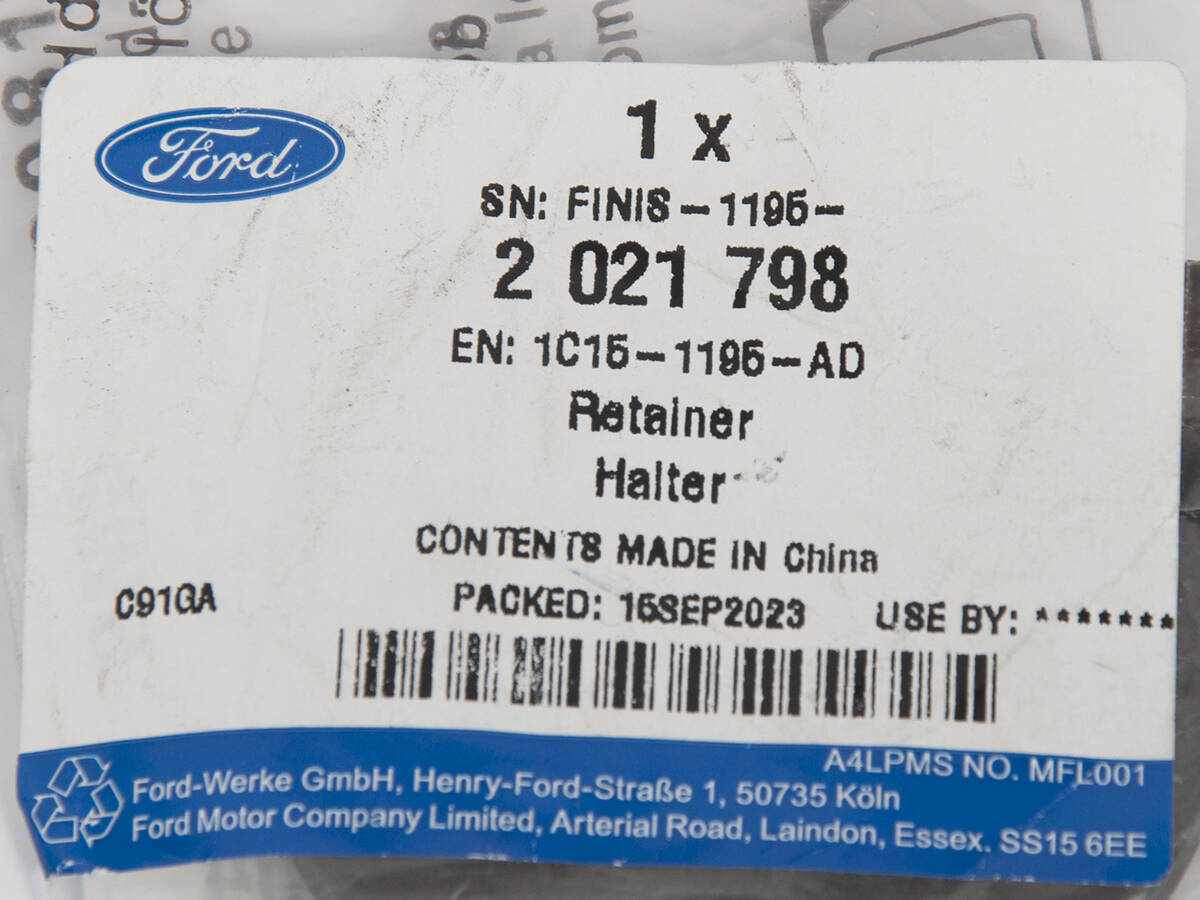 Ford
1 x
SN: FINIS-1195-
2 021 798
EN: 1C15-1195-AD
Retainer
Halter
CONTENTS MADE IN China
C91GA
PACKED: 15SEP2023 USE BY: *******
A4LPMS NO. MFL001
Ford-Werke GmbH, Henry-Ford-Straße 1, 50735 Köln
Ford Motor Company Limited, Arterial Road, Laindon, Essex. SS15 6EE